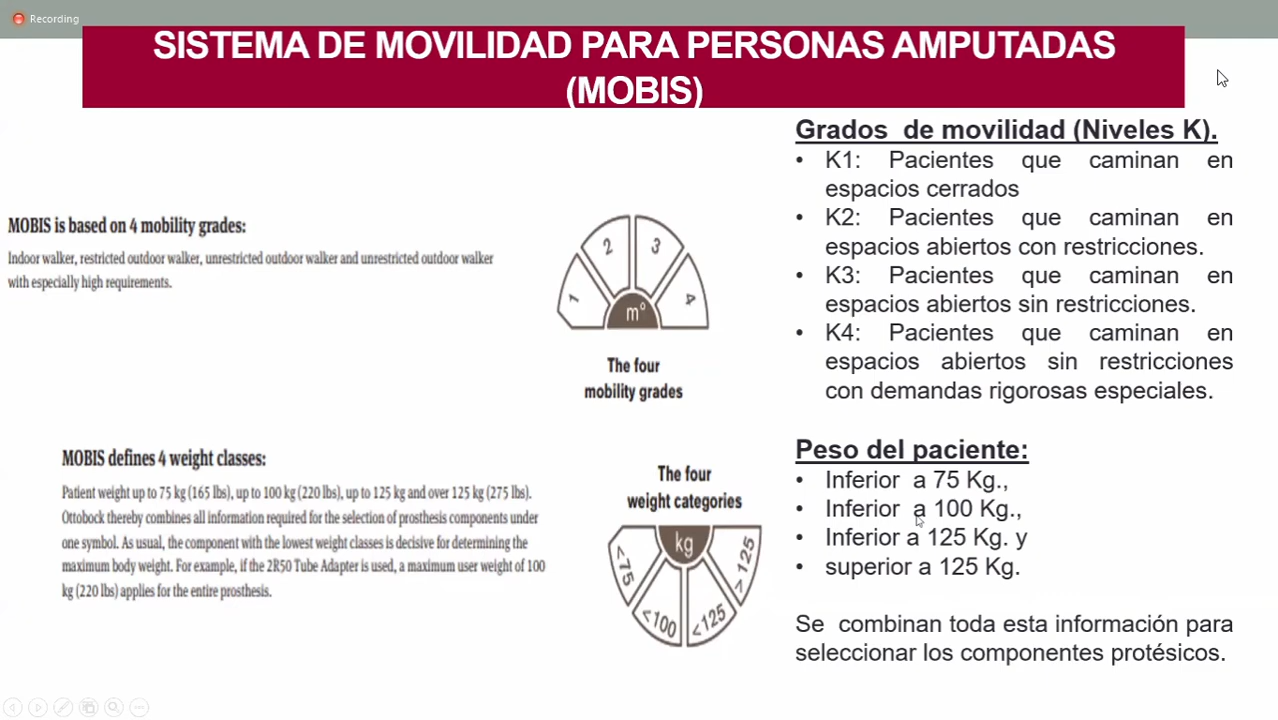 Recording
SISTEMA DE MOVILIDAD PARA PERSONAS AMPUTADAS
(MOBIS)
MOBIS is based on 4 mobility grades:
Indoor walker, restricted outdoor walker, unrestricted outdoor walker and unrestricted outdoor walker
with especially high requirements.
1
2
3
4
m°
The four
mobility grades
MOBIS defines 4 weight classes:
Patient weight up to 75 kg (165 lbs), up to 100 kg (220 lbs), up to 125 kg and over 125 kg (275 lbs).
Ottobock thereby combines all information required for the selection of prosthesis components under
one symbol. As usual, the component with the lowest weight classes is decisive for determining the
maximum body weight. For example, if the 2R50 Tube Adapter is used, a maximum user weight of 100
kg (220 lbs) applies for the entire prosthesis.
The four
weight categories
kg
<75
<100
<125
>125
Grados de movilidad (Niveles K).
• K1: Pacientes que caminan en
espacios cerrados
• K2: Pacientes que caminan en
espacios abiertos con restricciones.
• K3: Pacientes que caminan en
espacios abiertos sin restricciones.
• K4: Pacientes que caminan en
espacios abiertos sin restricciones
con demandas rigorosas especiales.
Peso del paciente:
• Inferior a 75 Kg.,
• Inferior a 100 Kg.,
• Inferior a 125 Kg. y
• superior a 125 Kg.
Se combinan toda esta información para
seleccionar los componentes protésicos.